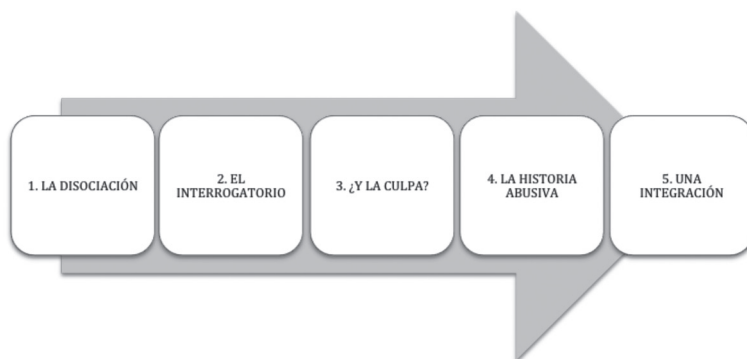 1. LA DISOCIACIÓN
2. EL
INTERROGATORIO
3. ¿Y LA CULPA?
4. LA HISTORIA
ABUSIVA
5. UNA
INTEGRACIÓN